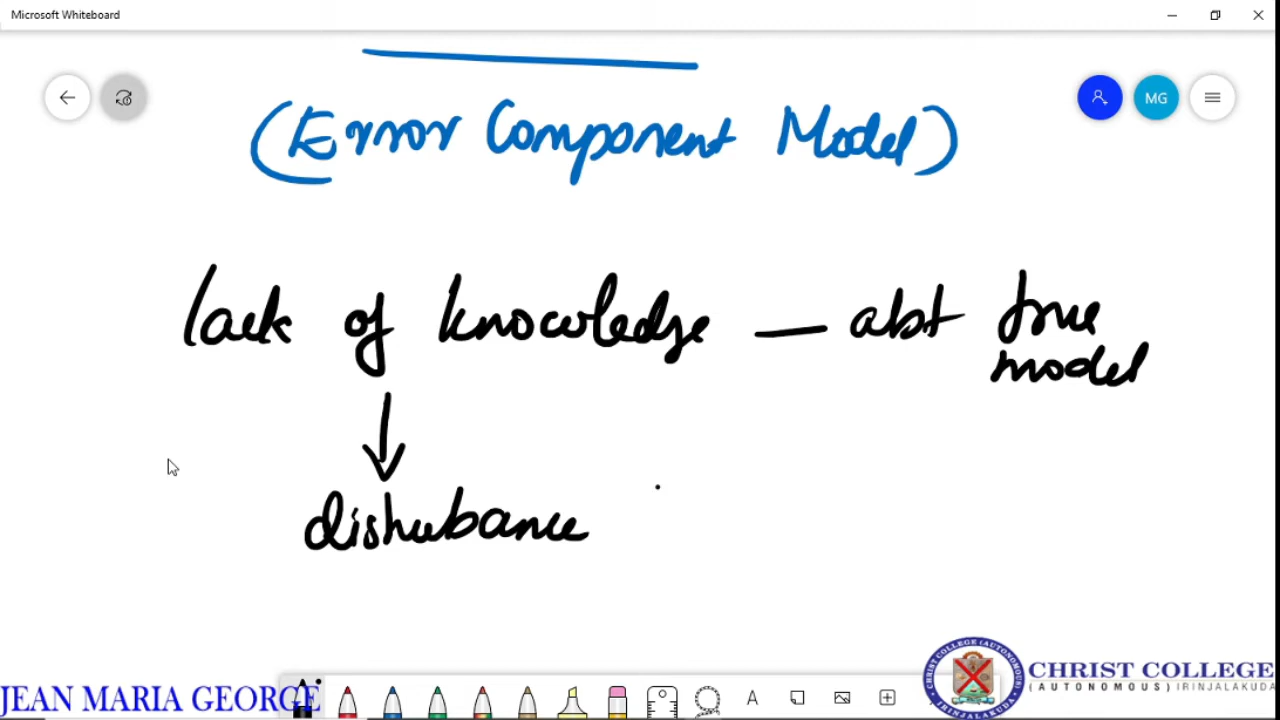 Microsoft Whiteboard
MG
(Error Component Model)
lack of knowledge — abt true
model
disturbance
A
JEAN MARIA GEORGE
CHRIST COLLEGE
(AUTONOMOUS) IRINJALAKUDA